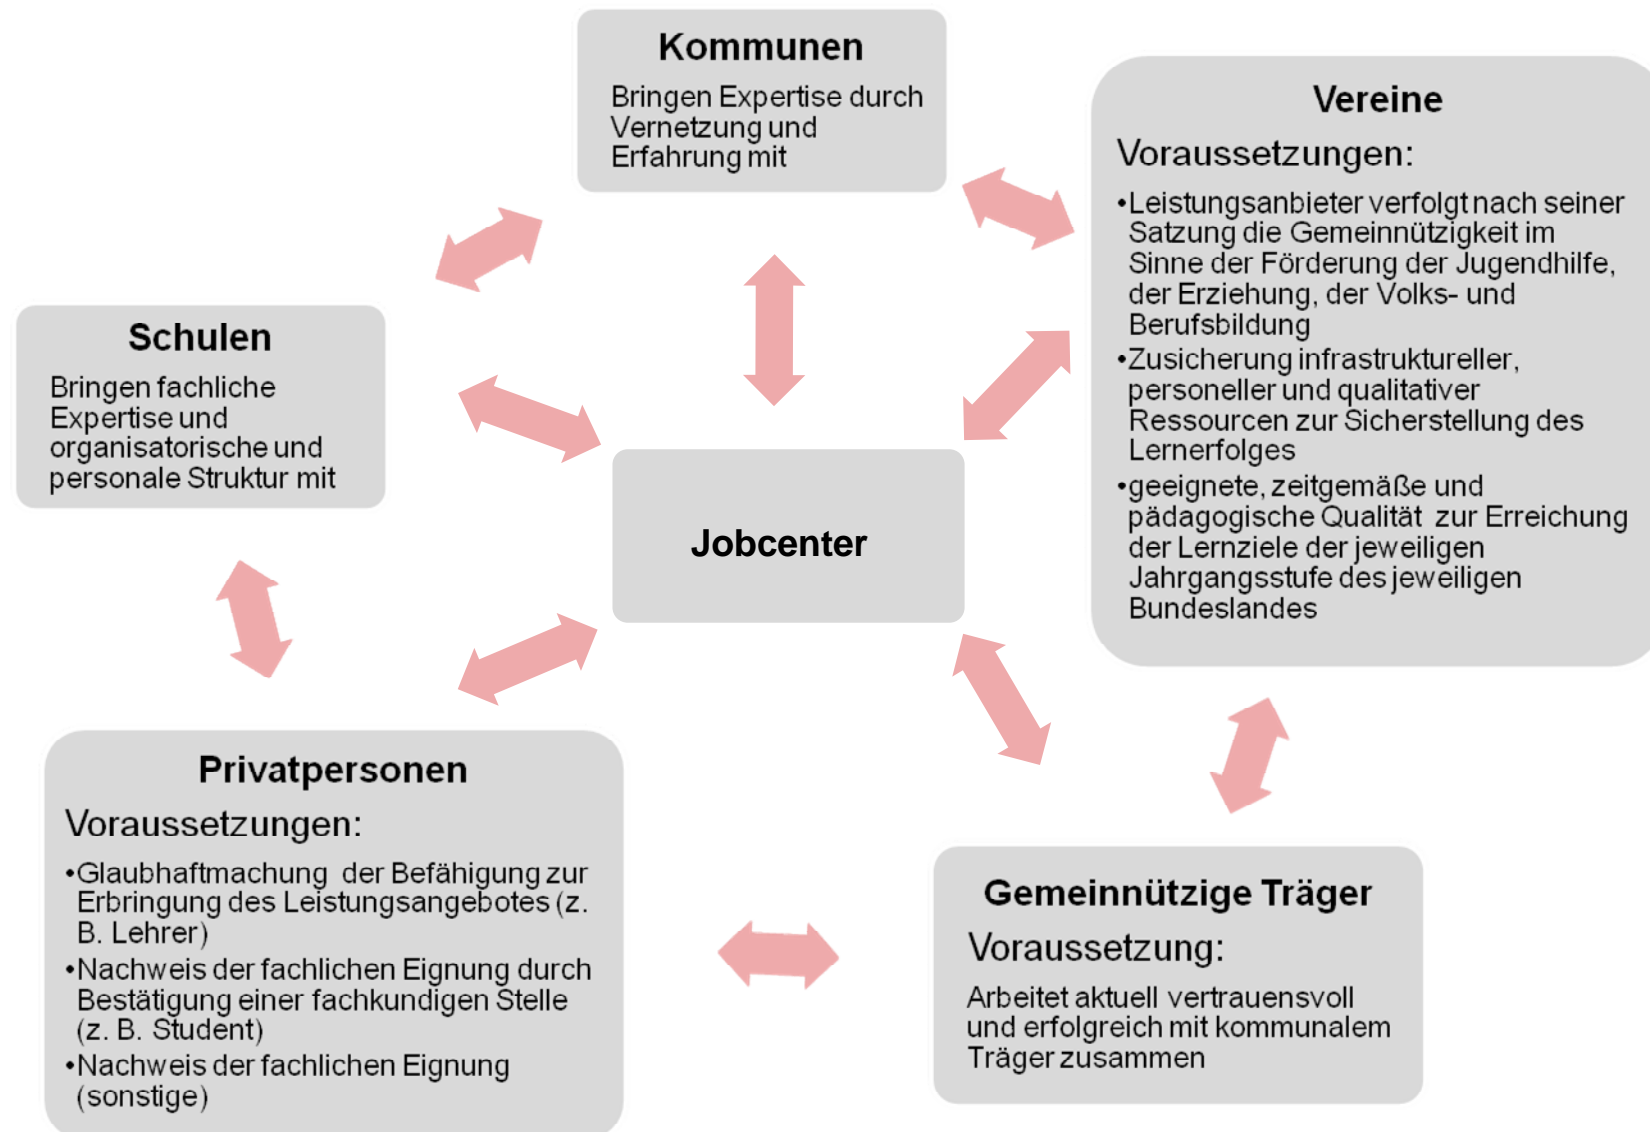 Kommunen
Bringen Expertise durch
Vernetzung und
Erfahrung mit
Vereine
Voraussetzungen:
•Leistungsanbieter verfolgt nach seiner
Satzung die Gemeinnützigkeit im
Sinne der Förderung der Jugendhilfe,
der Erziehung, der Volks- und
Berufsbildung
•Zusicherung infrastruktureller,
personeller und qualitativer
Ressourcen zur Sicherstellung des
Lernerfolges
•geeignete, zeitgemäße und
pädagogische Qualität zur Erreichung
der Lernziele der jeweiligen
Jahrgangsstufe des jeweiligen
Bundeslandes
Schulen
Bringen fachliche
Expertise und
organisatorische und
personale Struktur mit
Jobcenter
Privatpersonen
Voraussetzungen:
•Glaubhaftmachung der Befähigung zur
Erbringung des Leistungsangebotes (z.
B. Lehrer)
•Nachweis der fachlichen Eignung durch
Bestätigung einer fachkundigen Stelle
(z. B. Student)
•Nachweis der fachlichen Eignung
(sonstige)
Gemeinnützige Träger
Voraussetzung:
Arbeitet aktuell vertrauensvoll
und erfolgreich mit kommunalem
Träger zusammen